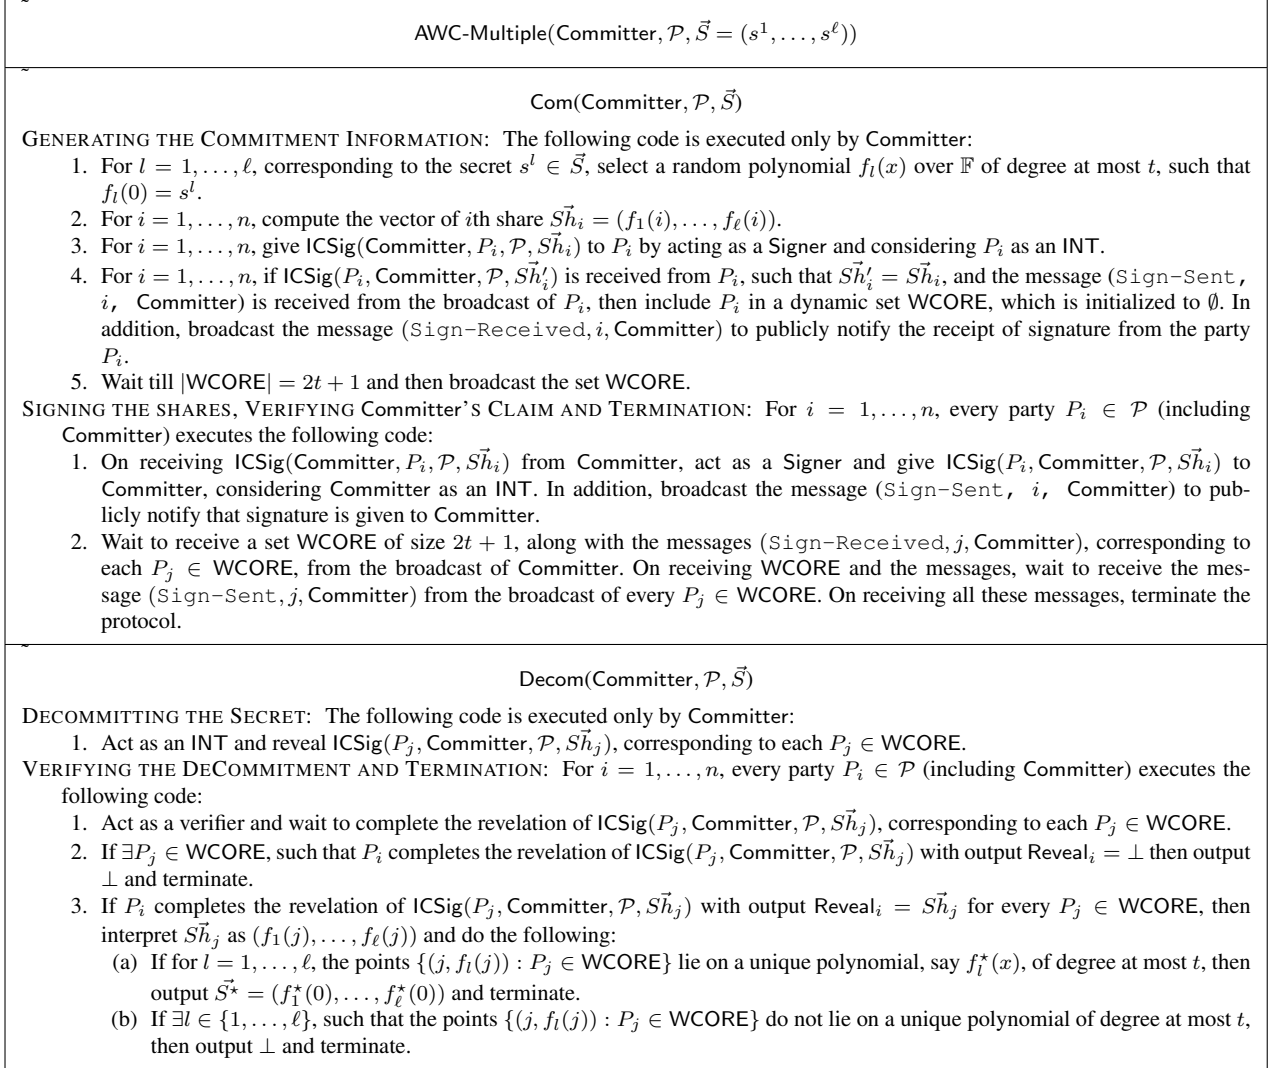 AWC-Multiple(Committer, 𝒫, S⃗ = (s¹, . . . , s^ℓ))
Com(Committer, 𝒫, S⃗)
GENERATING THE COMMITMENT INFORMATION: The following code is executed only by Committer:
1. For l = 1, . . . , ℓ, corresponding to the secret s^l ∈ S⃗, select a random polynomial f_l(x) over 𝔽 of degree at most t, such that
f_l(0) = s^l.
2. For i = 1, . . . , n, compute the vector of ith share Sh⃗_i = (f_1(i), . . . , f_ℓ(i)).
3. For i = 1, . . . , n, give ICSig(Committer, P_i, 𝒫, Sh⃗_i) to P_i by acting as a Signer and considering P_i as an INT.
4. For i = 1, . . . , n, if ICSig(P_i, Committer, 𝒫, Sh⃗′_i) is received from P_i, such that Sh⃗′_i = Sh⃗_i, and the message (Sign-Sent,
i, Committer) is received from the broadcast of P_i, then include P_i in a dynamic set WCORE, which is initialized to ∅. In
addition, broadcast the message (Sign-Received, i, Committer) to publicly notify the receipt of signature from the party
P_i.
5. Wait till |WCORE| = 2t + 1 and then broadcast the set WCORE.
SIGNING THE SHARES, VERIFYING Committer'S CLAIM AND TERMINATION: For i = 1, . . . , n, every party P_i ∈ 𝒫 (including
Committer) executes the following code:
1. On receiving ICSig(Committer, P_i, 𝒫, Sh⃗_i) from Committer, act as a Signer and give ICSig(P_i, Committer, 𝒫, Sh⃗_i) to
Committer, considering Committer as an INT. In addition, broadcast the message (Sign-Sent, i, Committer) to pub-
licly notify that signature is given to Committer.
2. Wait to receive a set WCORE of size 2t + 1, along with the messages (Sign-Received, j, Committer), corresponding to
each P_j ∈ WCORE, from the broadcast of Committer. On receiving WCORE and the messages, wait to receive the mes-
sage (Sign-Sent, j, Committer) from the broadcast of every P_j ∈ WCORE. On receiving all these messages, terminate the
protocol.
Decom(Committer, 𝒫, S⃗)
DECOMMITTING THE SECRET: The following code is executed only by Committer:
1. Act as an INT and reveal ICSig(P_j, Committer, 𝒫, Sh⃗_j), corresponding to each P_j ∈ WCORE.
VERIFYING THE DECOMMITMENT AND TERMINATION: For i = 1, . . . , n, every party P_i ∈ 𝒫 (including Committer) executes the
following code:
1. Act as a verifier and wait to complete the revelation of ICSig(P_j, Committer, 𝒫, Sh⃗_j), corresponding to each P_j ∈ WCORE.
2. If ∃P_j ∈ WCORE, such that P_i completes the revelation of ICSig(P_j, Committer, 𝒫, Sh⃗_j) with output Reveal_i = ⊥ then output
⊥ and terminate.
3. If P_i completes the revelation of ICSig(P_j, Committer, 𝒫, Sh⃗_j) with output Reveal_i = Sh⃗_j for every P_j ∈ WCORE, then
interpret Sh⃗_j as (f_1(j), . . . , f_ℓ(j)) and do the following:
(a) If for l = 1, . . . , ℓ, the points {(j, f_l(j)) : P_j ∈ WCORE} lie on a unique polynomial, say f_l^⋆(x), of degree at most t, then
output S⃗^⋆ = (f_1^⋆(0), . . . , f_ℓ^⋆(0)) and terminate.
(b) If ∃l ∈ {1, . . . , ℓ}, such that the points {(j, f_l(j)) : P_j ∈ WCORE} do not lie on a unique polynomial of degree at most t,
then output ⊥ and terminate.